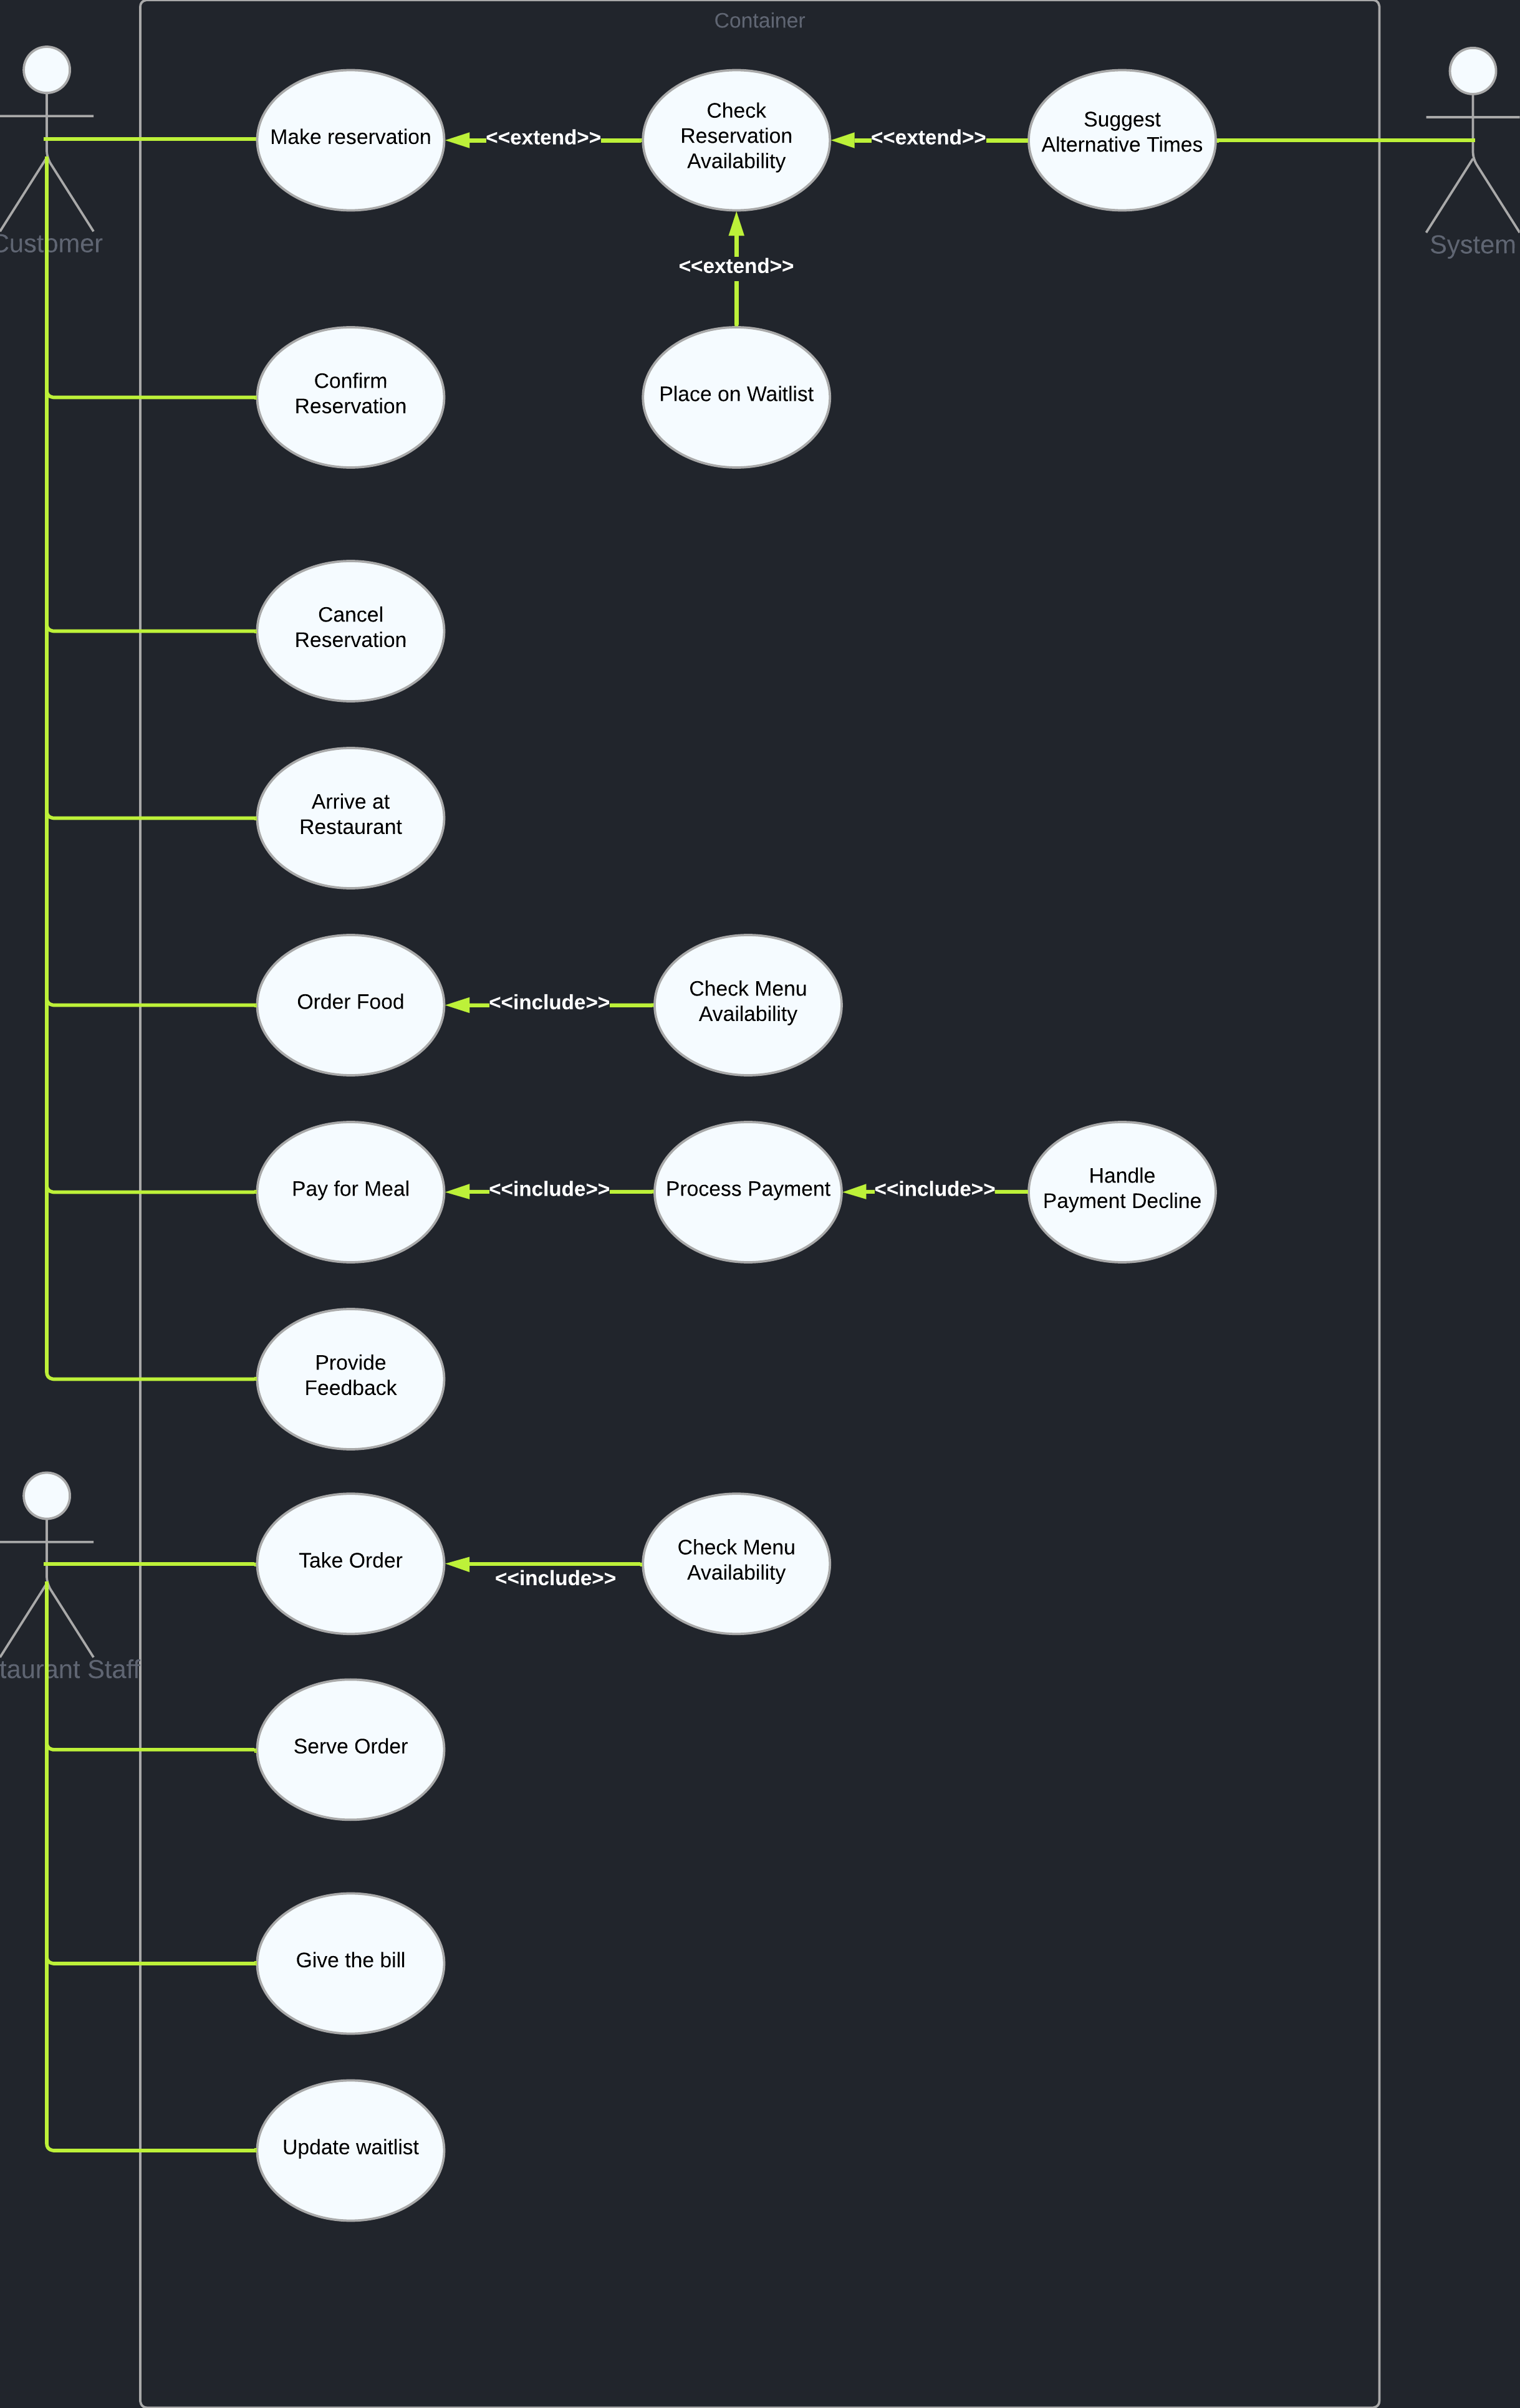 Container
Make reservation
<<extend>>
Check
Reservation
Availability
<<extend>>
Suggest
Alternative Times
Customer
System
<<extend>>
Confirm
Reservation
Place on Waitlist
Cancel
Reservation
Arrive at
Restaurant
Order Food
<<include>>
Check Menu
Availability
Pay for Meal
<<include>>
Process Payment
<<include>>
Handle
Payment Decline
Provide
Feedback
Take Order
<<include>>
Check Menu
Availability
taurant Staff
Serve Order
Give the bill
Update waitlist